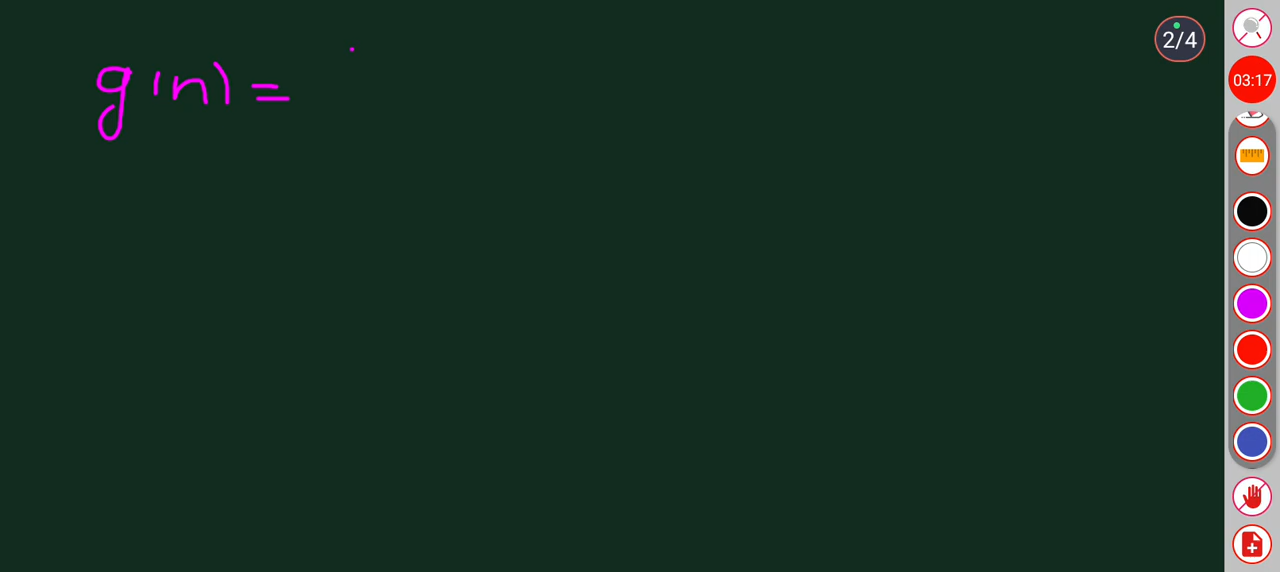 g(n) =
2/4
03:17